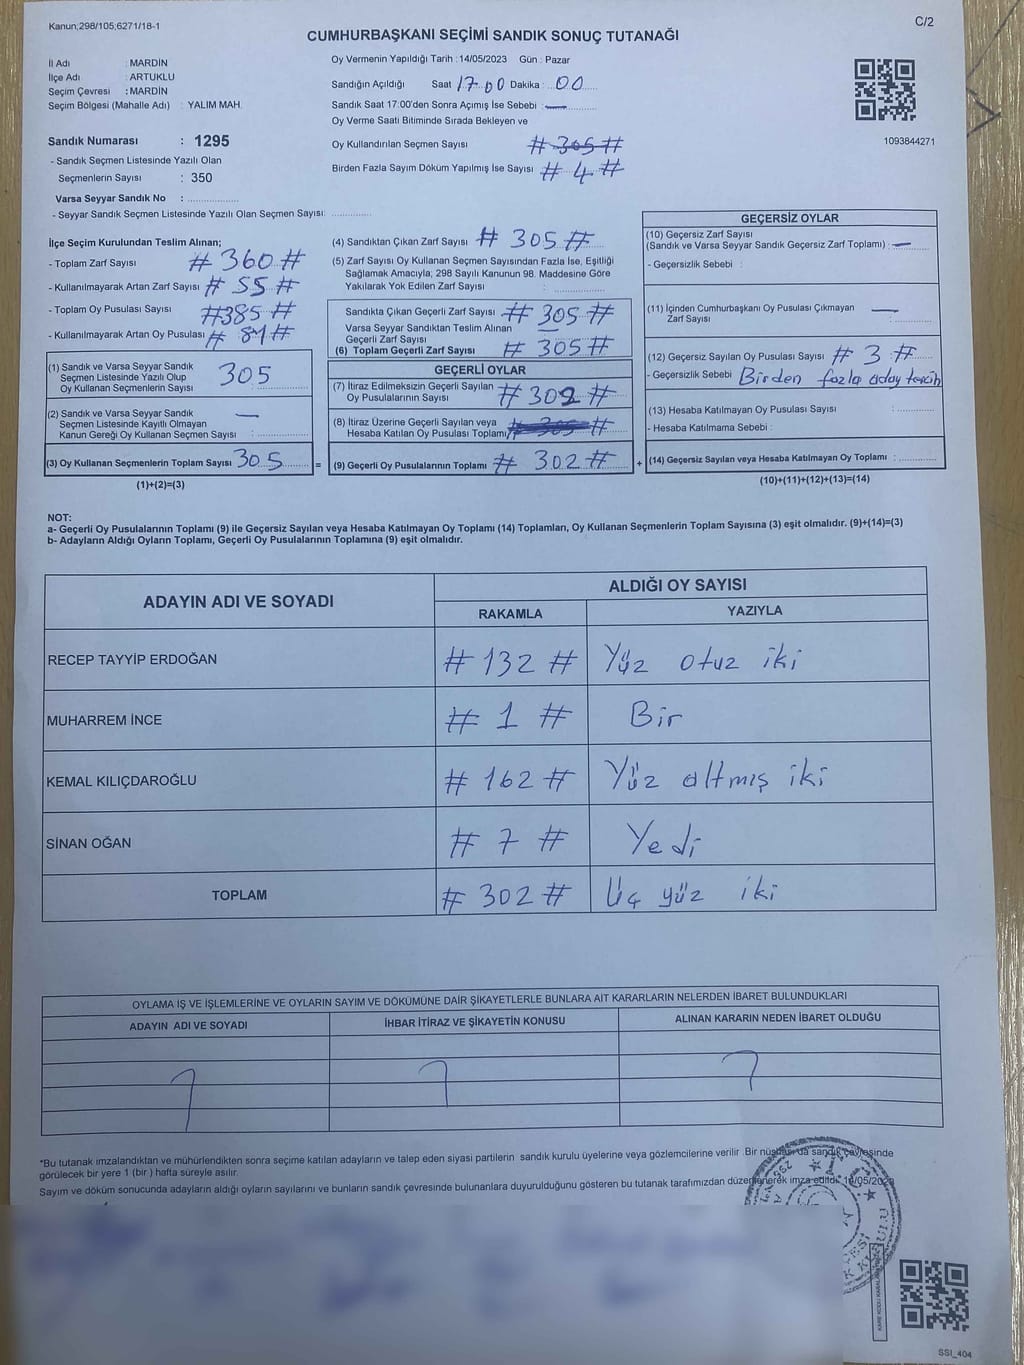 Kanun;298/105;6271/18-1
C/2
CUMHURBAŞKANI SEÇİMİ SANDIK SONUÇ TUTANAĞI
İl Adı : MARDİN
İlçe Adı : ARTUKLU
Seçim Çevresi : MARDİN
Seçim Bölgesi (Mahalle Adı) : YALIM MAH.
Sandık Numarası : 1295
- Sandık Seçmen Listesinde Yazılı Olan
Seçmenlerin Sayısı : 350
Varsa Seyyar Sandık No :
- Seyyar Sandık Seçmen Listesinde Yazılı Olan Seçmen Sayısı:
Oy Vermenin Yapıldığı Tarih : 14/05/2023 Gün : Pazar
Sandığın Açıldığı Saat 17:00 Dakika : 00
Sandık Saat 17:00'den Sonra Açımış İse Sebebi : —
Oy Verme Saati Bitiminde Sırada Bekleyen ve
Oy Kullandırılan Seçmen Sayısı # 305 #
Birden Fazla Sayım Döküm Yapılmış İse Sayısı # 4 #
1093844271
İlçe Seçim Kurulundan Teslim Alınan;
- Toplam Zarf Sayısı # 360 #
- Kullanılmayarak Artan Zarf Sayısı # 55 #
- Toplam Oy Pusulası Sayısı #385 #
- Kullanılmayarak Artan Oy Pusulası #
(1) Sandık ve Varsa Seyyar Sandık
Seçmen Listesinde Yazılı Olup
Oy Kullanan Seçmenlerin Sayısı 305
(2) Sandık ve Varsa Seyyar Sandık
Seçmen Listesinde Kayıtlı Olmayan
Kanun Gereği Oy Kullanan Seçmen Sayısı : —
(3) Oy Kullanan Seçmenlerin Toplam Sayısı 305 =
(1)+(2)=(3)
(4) Sandıktan Çıkan Zarf Sayısı # 305 #
(5) Zarf Sayısı Oy Kullanan Seçmen Sayısından Fazla İse, Eşitliği
Sağlamak Amacıyla; 298 Sayılı Kanunun 98. Maddesine Göre
Yakılarak Yok Edilen Zarf Sayısı :
Sandıkta Çıkan Geçerli Zarf Sayısı # 305 #
Varsa Seyyar Sandıktan Teslim Alınan
Geçerli Zarf Sayısı —
(6) Toplam Geçerli Zarf Sayısı # 305 #
GEÇERLİ OYLAR
(7) İtiraz Edilmeksizin Geçerli Sayılan
Oy Pusulalarının Sayısı # 302 #
(8) İtiraz Üzerine Geçerli Sayılan veya
Hesaba Katılan Oy Pusulası Toplamı # 305 #
(9) Geçerli Oy Pusulalarının Toplamı # 302 # +
GEÇERSİZ OYLAR
(10) Geçersiz Zarf Sayısı
(Sandık ve Varsa Seyyar Sandık Geçersiz Zarf Toplamı) : —
- Geçersizlik Sebebi :
(11) İçinden Cumhurbaşkanı Oy Pusulası Çıkmayan
Zarf Sayısı : —
(12) Geçersiz Sayılan Oy Pusulası Sayısı # 3 #
- Geçersizlik Sebebi Birden fazla aday tercih
(13) Hesaba Katılmayan Oy Pusulası Sayısı :
- Hesaba Katılmama Sebebi :
(14) Geçersiz Sayılan veya Hesaba Katılmayan Oy Toplamı :
(10)+(11)+(12)+(13)=(14)
NOT:
a- Geçerli Oy Pusulalarının Toplamı (9) ile Geçersiz Sayılan veya Hesaba Katılmayan Oy Toplamı (14) Toplamları, Oy Kullanan Seçmenlerin Toplam Sayısına (3) eşit olmalıdır. (9)+(14)=(3)
b- Adayların Aldığı Oyların Toplamı, Geçerli Oy Pusulalarının Toplamına (9) eşit olmalıdır.
ADAYIN ADI VE SOYADI ALDIĞI OY SAYISI
RAKAMLA YAZIYLA
RECEP TAYYİP ERDOĞAN # 132 # Yüz otuz iki
MUHARREM İNCE # 1 # Bir
KEMAL KILIÇDAROĞLU # 162 # Yüz altmış iki
SİNAN OĞAN # 7 # Yedi
TOPLAM # 302 # Üç yüz iki
OYLAMA İŞ VE İŞLEMLERİNE VE OYLARIN SAYIM VE DÖKÜMÜNE DAİR ŞİKAYETLERLE BUNLARA AİT KARARLARIN NELERDEN İBARET BULUNDUKLARI
ADAYIN ADI VE SOYADI İHBAR İTİRAZ VE ŞİKAYETİN KONUSU ALINAN KARARIN NEDEN İBARET OLDUĞU
*Bu tutanak imzalandıktan ve mühürlendikten sonra seçime katılan adayların ve talep eden siyasi partilerin sandık kurulu üyelerine veya gözlemcilerine verilir. Bir nüshası da sandık çevresinde
görülecek bir yere 1 (bir ) hafta süreyle asılır.
Sayım ve döküm sonucunda adayların aldığı oyların sayılarını ve bunların sandık çevresinde bulunanlara duyurulduğunu gösteren bu tutanak tarafımızdan düzenlenerek imza edildi.
SSI_404